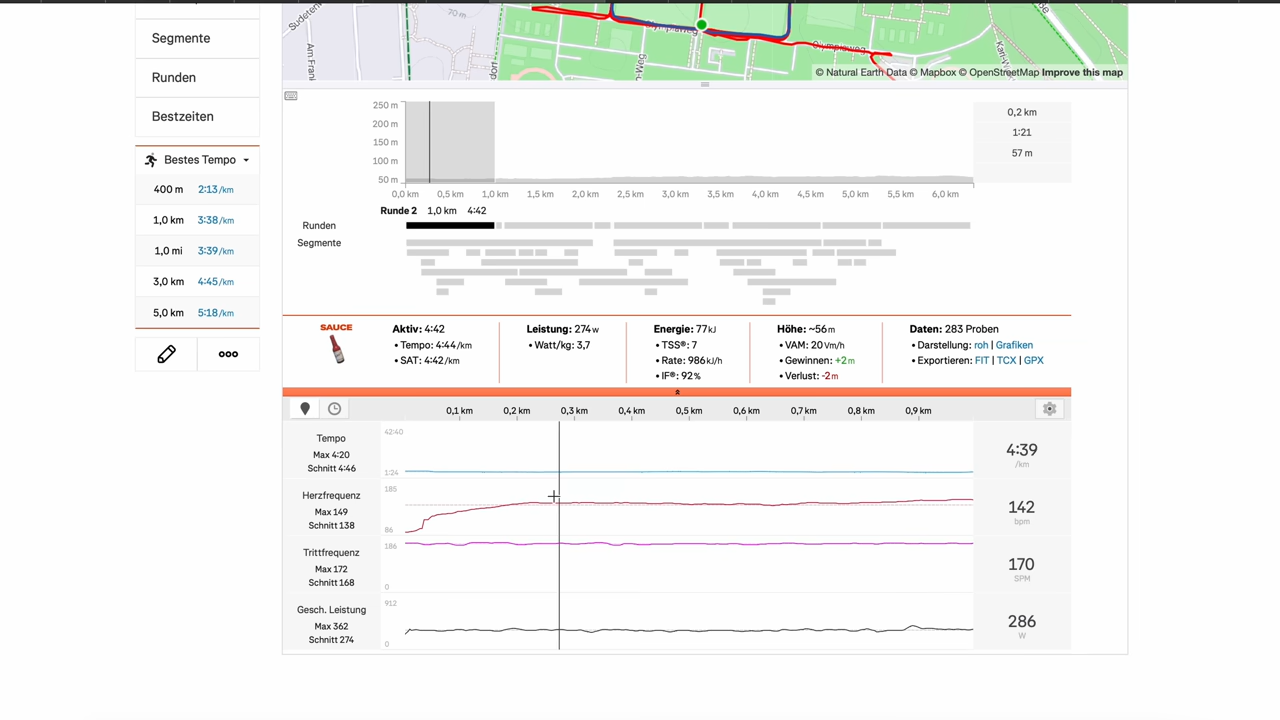 Sudeten
70 m
Am Frank
dorf
n-Weg
Olympiaweg
Olympiaweg
Karl-W
be
© Natural Earth Data © Mapbox © OpenStreetMap Improve this map
Segmente
Runden
Bestzeiten
Bestes Tempo
400 m 2:13/km
1,0 km 3:38/km
1,0 mi 3:39/km
3,0 km 4:45/km
5,0 km 5:18/km
250 m
200 m
150 m
100 m
50 m
0,0 km 0,5 km 1,0 km 1,5 km 2,0 km 2,5 km 3,0 km 3,5 km 4,0 km 4,5 km 5,0 km 5,5 km 6,0 km
0,2 km
1:21
57 m
Runde 2 1,0 km 4:42
Runden
Segmente
SAUCE
Aktiv: 4:42
• Tempo: 4:44/km
• SAT: 4:42/km
Leistung: 274w
• Watt/kg: 3,7
Energie: 77kJ
• TSS®: 7
• Rate: 986kJ/h
• IF®: 92%
Höhe: ~56m
• VAM: 20Vm/h
• Gewinnen: +2m
• Verlust: -2m
Daten: 283 Proben
• Darstellung: roh | Grafiken
• Exportieren: FIT | TCX | GPX
0,1 km 0,2 km 0,3 km 0,4 km 0,5 km 0,6 km 0,7 km 0,8 km 0,9 km
Tempo
Max 4:20
Schnitt 4:46
42:40
1:24
4:39
/km
Herzfrequenz
Max 149
Schnitt 138
185
86
142
bpm
Trittfrequenz
Max 172
Schnitt 168
186
0
170
SPM
Gesch. Leistung
Max 362
Schnitt 274
912
0
286
W